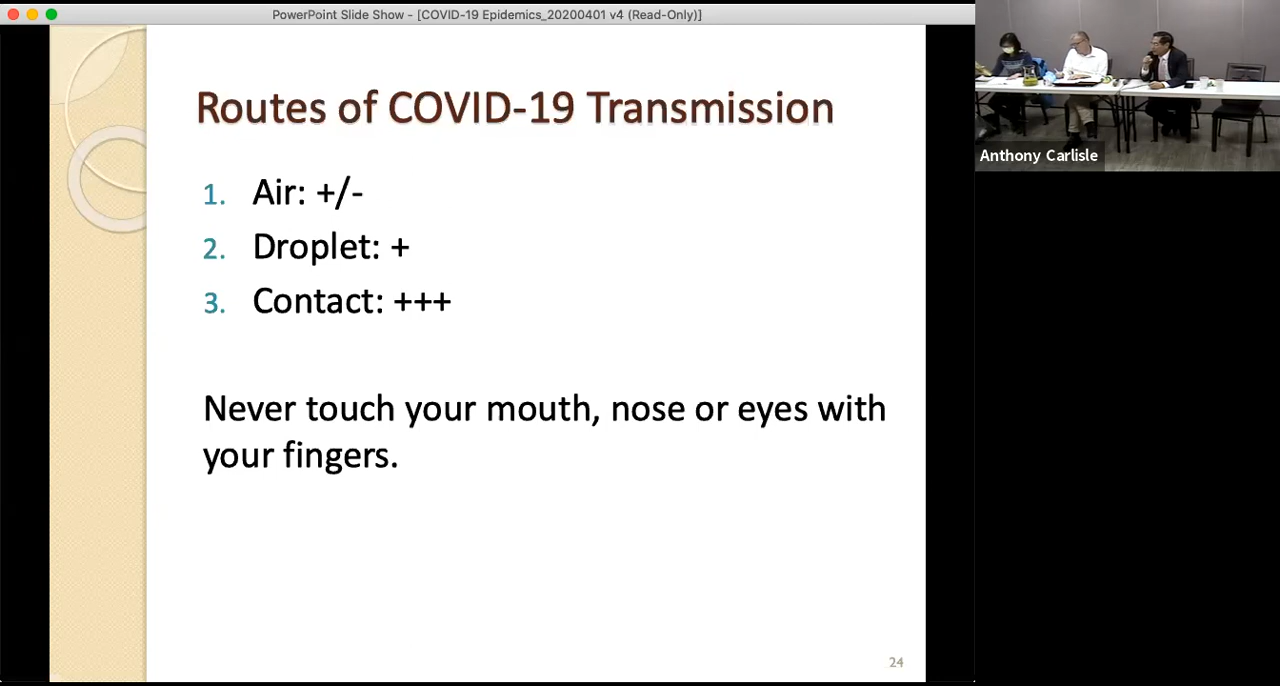 PowerPoint Slide Show - [COVID-19 Epidemics_20200401 v4 (Read-Only)]
Routes of COVID-19 Transmission
1. Air: +/-
2. Droplet: +
3. Contact: +++
Never touch your mouth, nose or eyes with
your fingers.
24
Anthony Carlisle